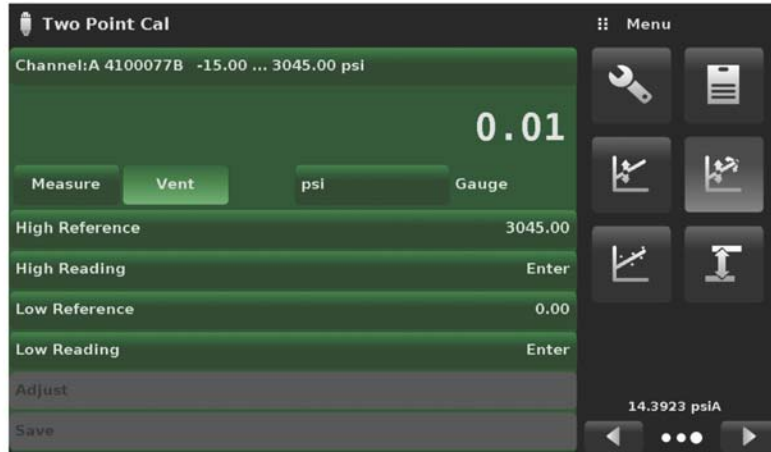 Two Point Cal
Menu
Channel:A 4100077B -15.00 ... 3045.00 psi
0.01
Measure Vent psi Gauge
High Reference 3045.00
High Reading Enter
Low Reference 0.00
Low Reading Enter
Adjust
Save
14.3923 psiA